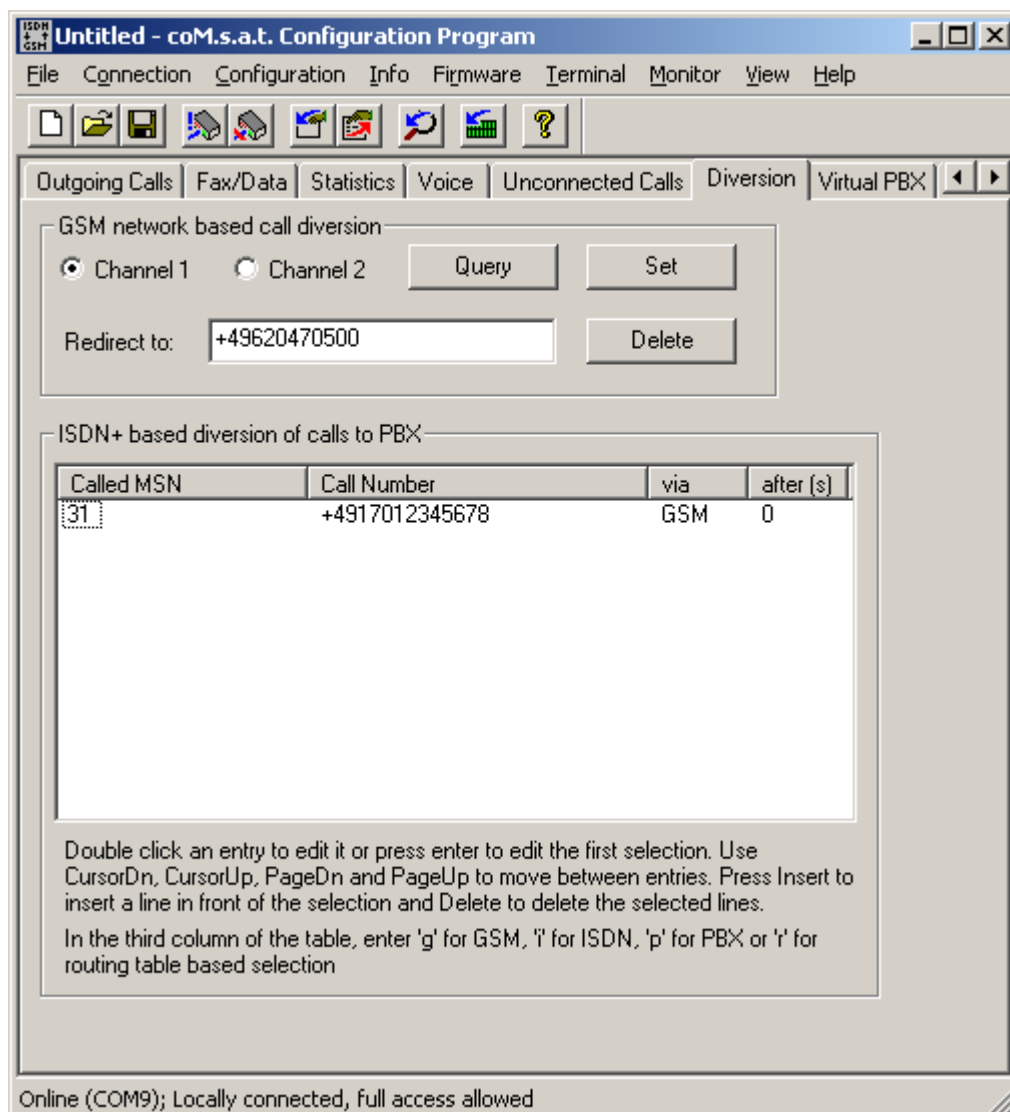 ISDN
GSM
Untitled - coM.s.a.t. Configuration Program
File Connection Configuration Info Firmware Terminal Monitor View Help
Outgoing Calls Fax/Data Statistics Voice Unconnected Calls Diversion Virtual PBX
GSM network based call diversion
Channel 1 Channel 2 Query Set
Redirect to: +49620470500 Delete
ISDN+ based diversion of calls to PBX
Called MSN Call Number via after (s)
31 +4917012345678 GSM 0
Double click an entry to edit it or press enter to edit the first selection. Use
CursorDn, CursorUp, PageDn and PageUp to move between entries. Press Insert to
insert a line in front of the selection and Delete to delete the selected lines.
In the third column of the table, enter 'g' for GSM, 'i' for ISDN, 'p' for PBX or 'r' for
routing table based selection
Online (COM9); Locally connected, full access allowed